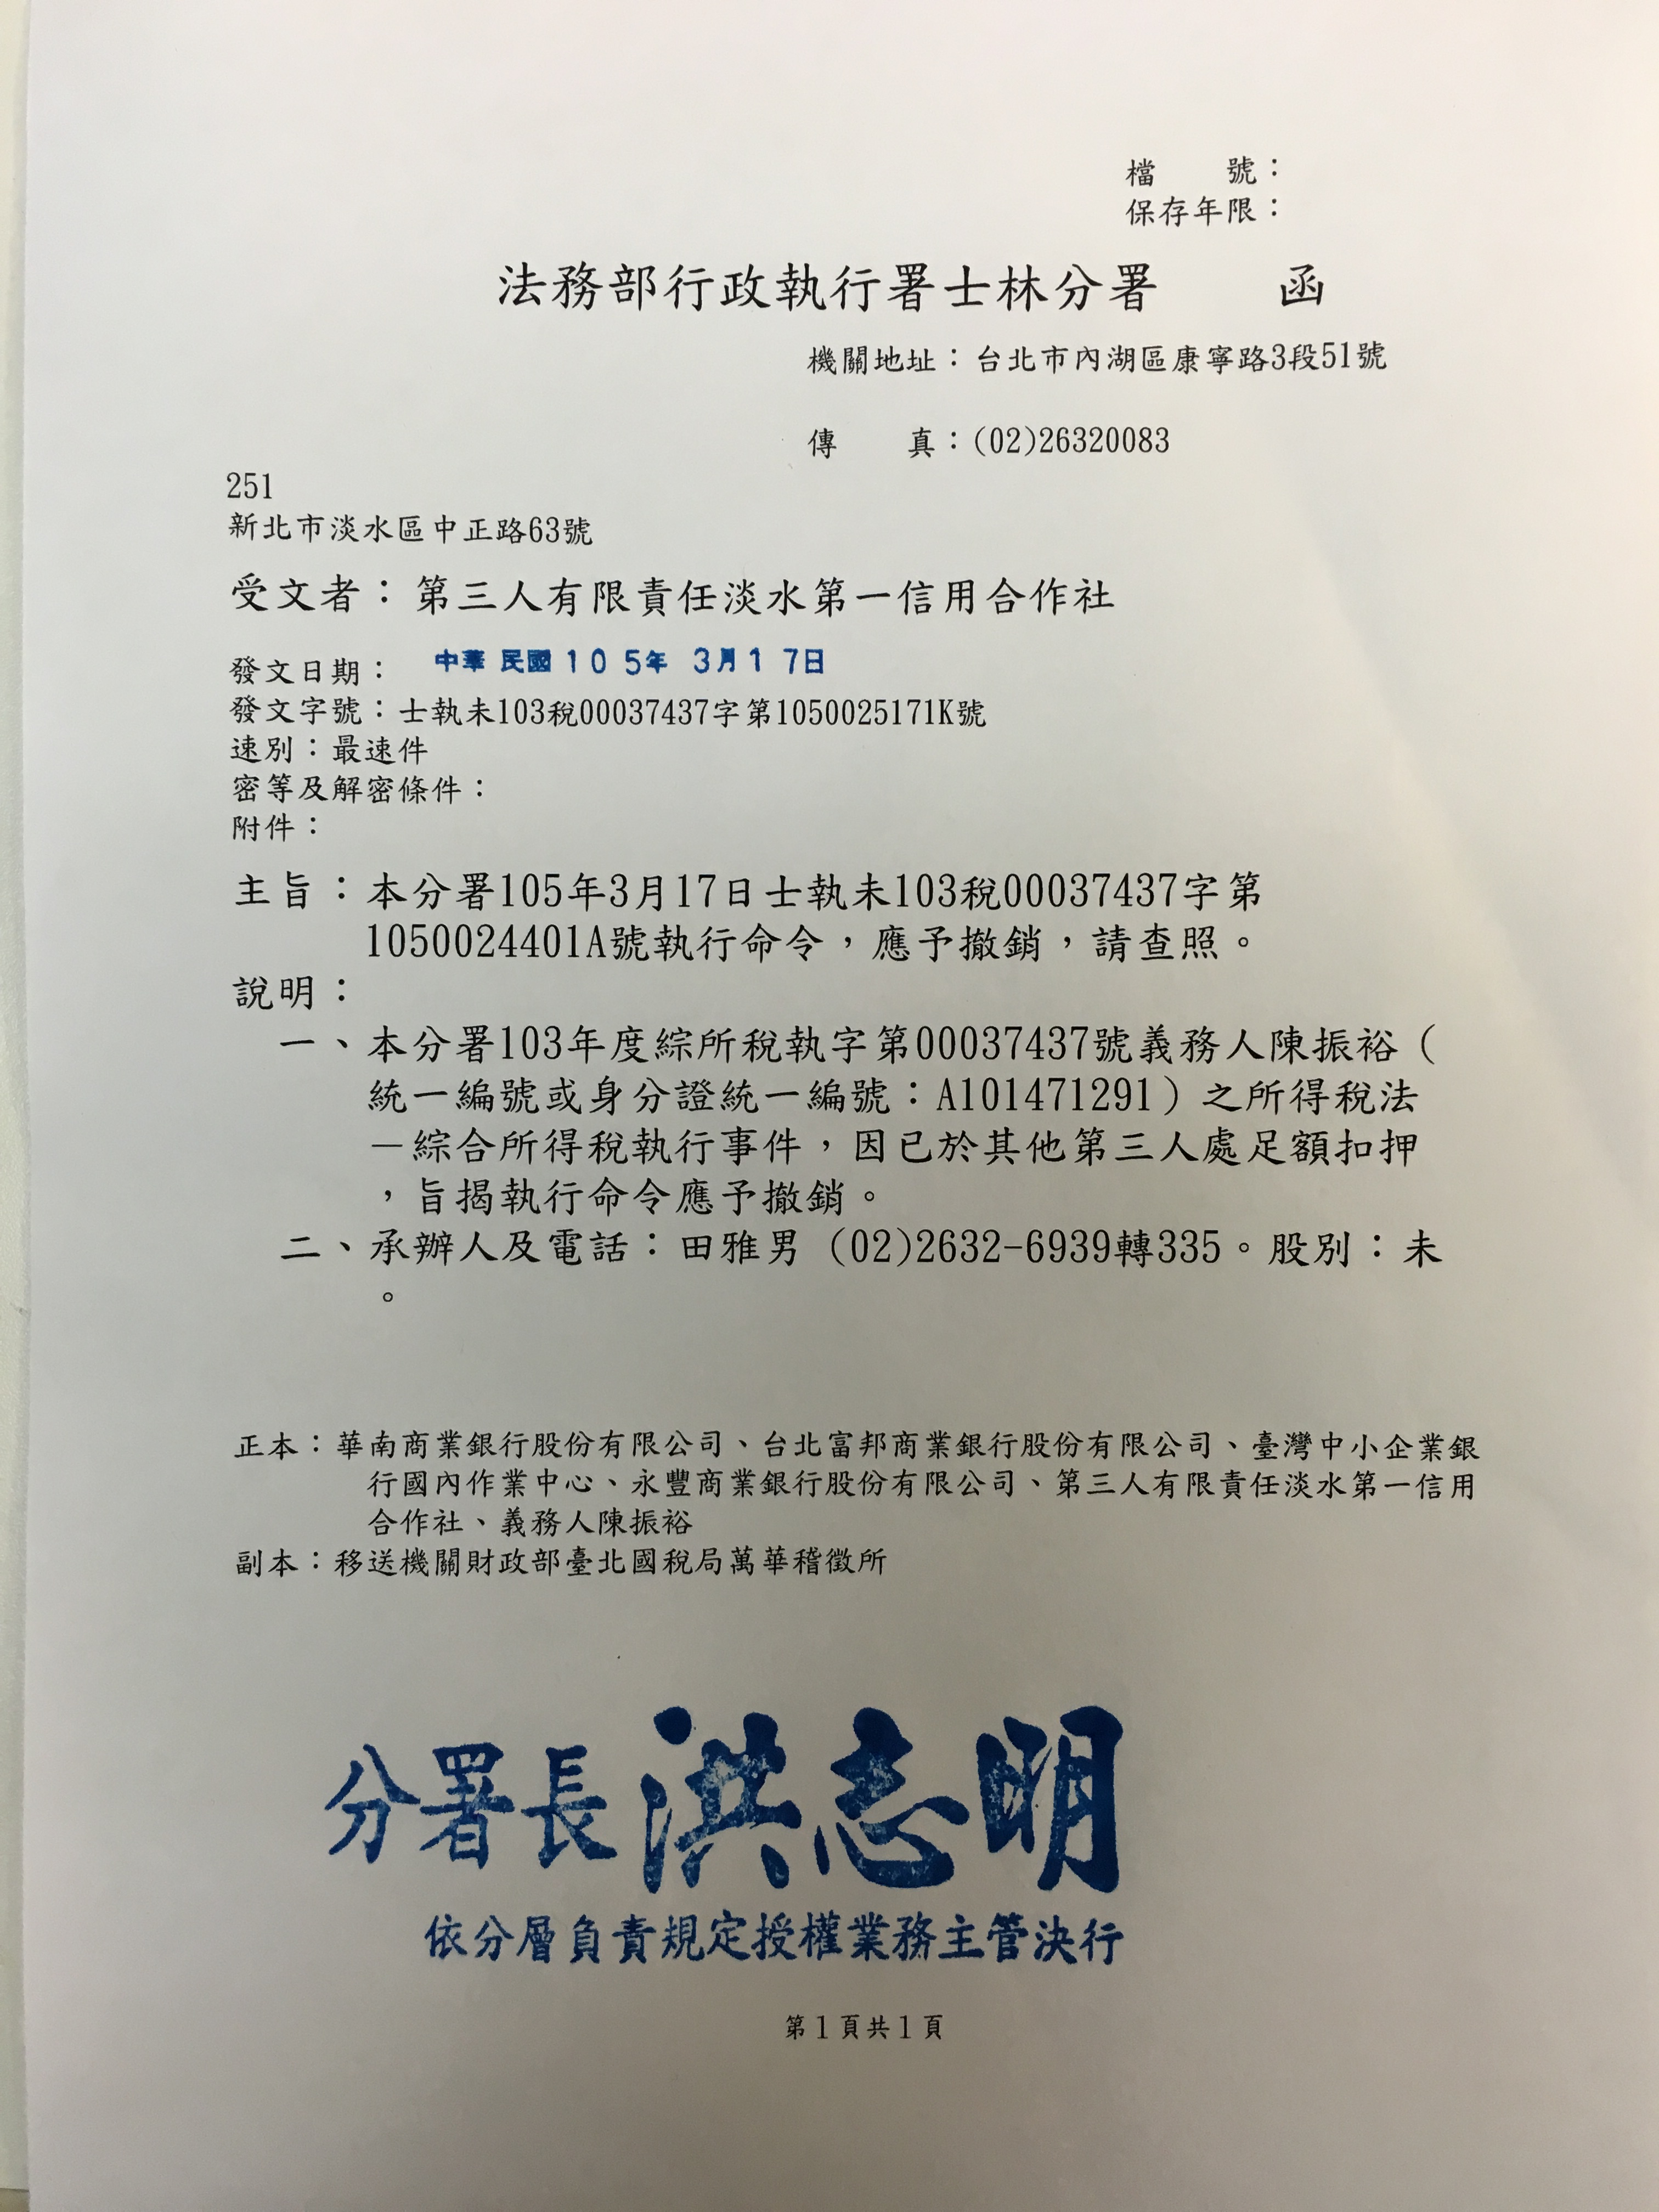 檔　　號：
保存年限：
法務部行政執行署士林分署　　函
機關地址：台北市內湖區康寧路3段51號
傳　　真：(02)26320083
251
新北市淡水區中正路63號
受文者：第三人有限責任淡水第一信用合作社
發文日期：中華民國105年3月17日
發文字號：士執未103稅00037437字第1050025171K號
速別：最速件
密等及解密條件：
附件：
主旨：本分署105年3月17日士執未103稅00037437字第
1050024401A號執行命令，應予撤銷，請查照。
說明：
一、本分署103年度綜所稅執字第00037437號義務人陳振裕（
統一編號或身分證統一編號：A101471291）之所得稅法
－綜合所得稅執行事件，因已於其他第三人處足額扣押
，旨揭執行命令應予撤銷。
二、承辦人及電話：田雅男 (02)2632-6939轉335。股別：未
。
正本：華南商業銀行股份有限公司、台北富邦商業銀行股份有限公司、臺灣中小企業銀
行國內作業中心、永豐商業銀行股份有限公司、第三人有限責任淡水第一信用
合作社、義務人陳振裕
副本：移送機關財政部臺北國稅局萬華稽徵所
分署長洪志明
依分層負責規定授權業務主管決行
第1頁共1頁